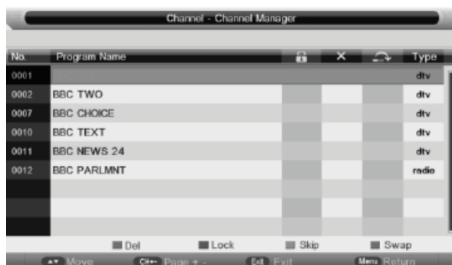 Channel - Channel Manager
No. Program Name Type
0001 dtv
0002 BBC TWO dtv
0007 BBC CHOICE dtv
0010 BBC TEXT dtv
0011 BBC NEWS 24 dtv
0012 BBC PARLMNT radio
Del Lock Skip Swap
Move CH+- Page + - Exit Exit Menu Return